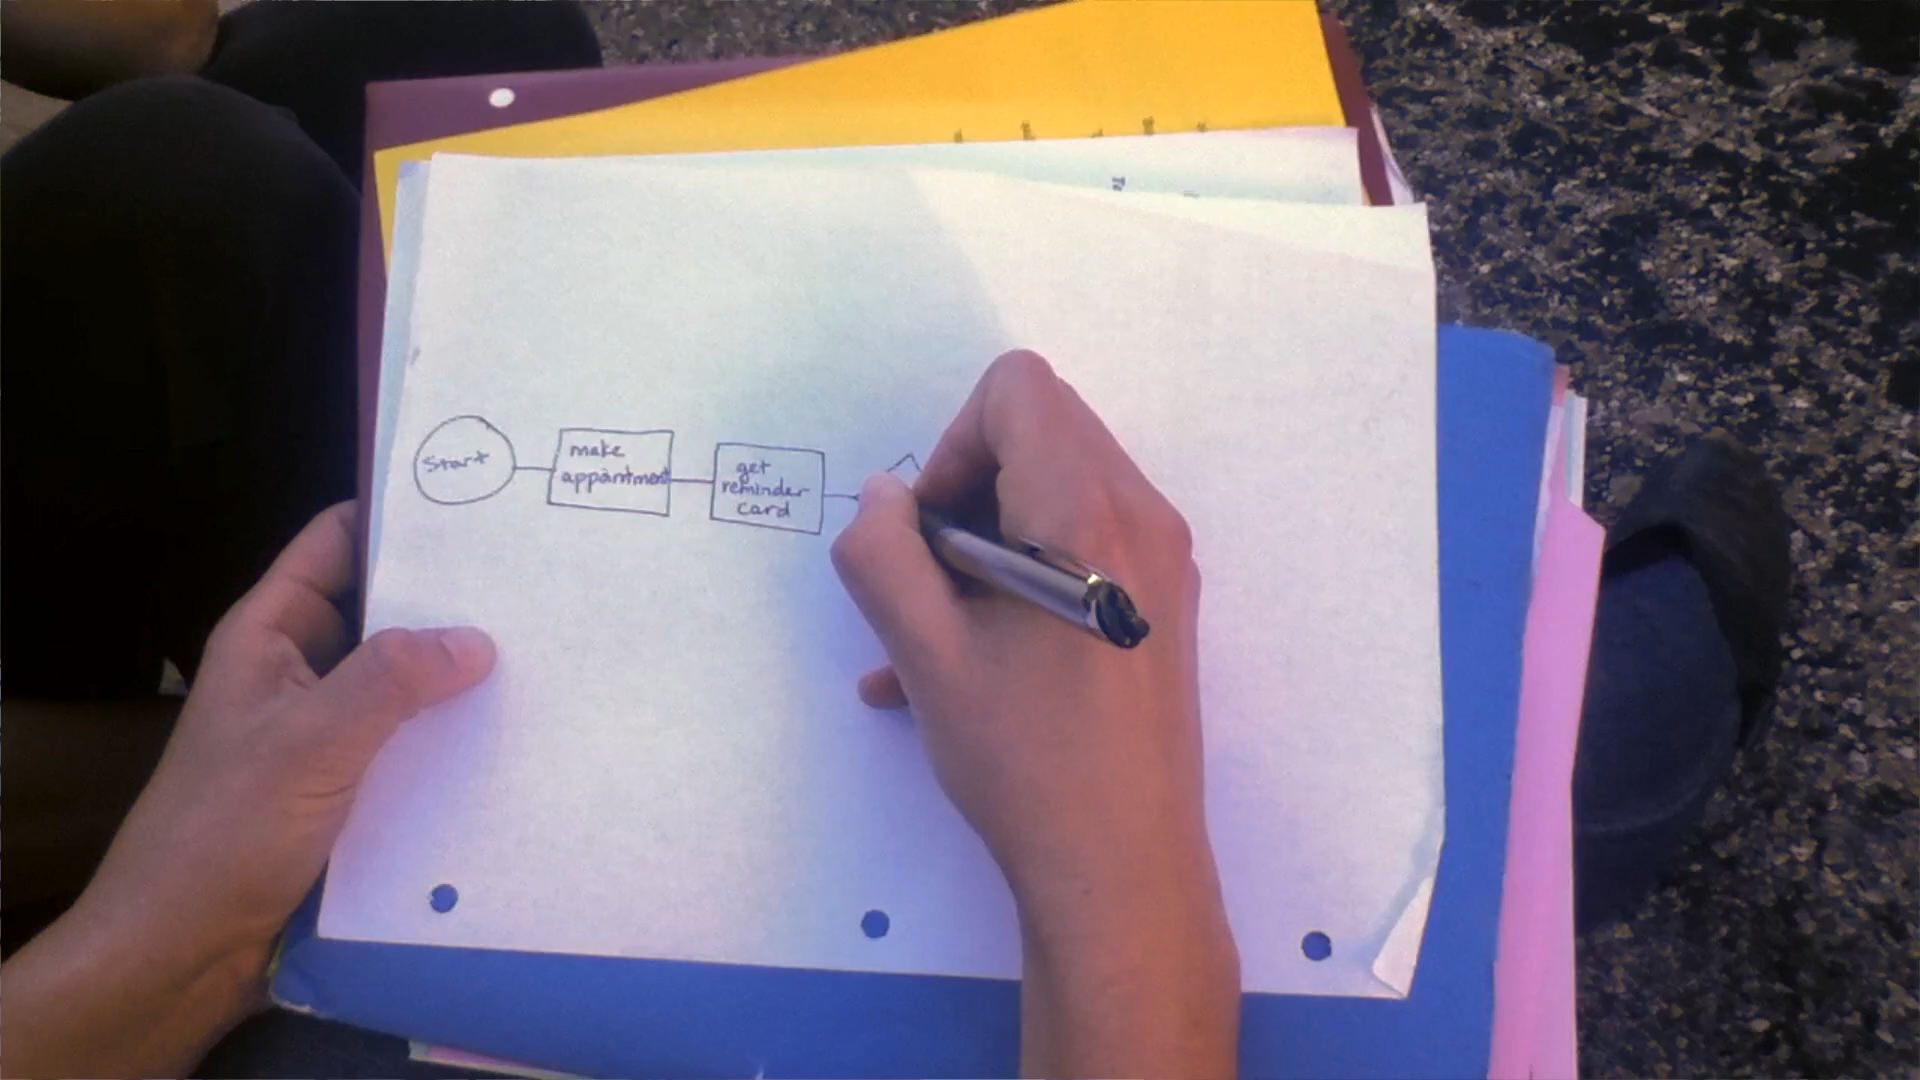 Start
make
appointment
get
reminder
card